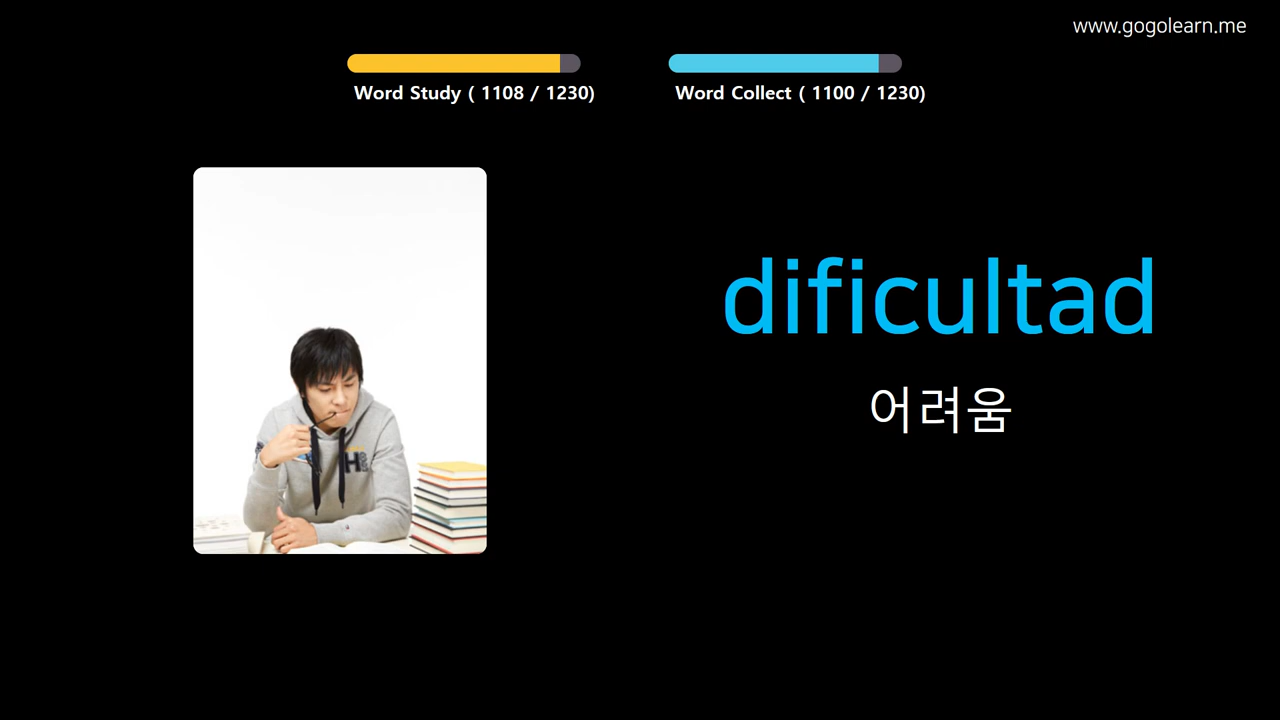 www.gogolearn.me
Word Study ( 1108 / 1230)
Word Collect ( 1100 / 1230)
dificultad
어려움
H